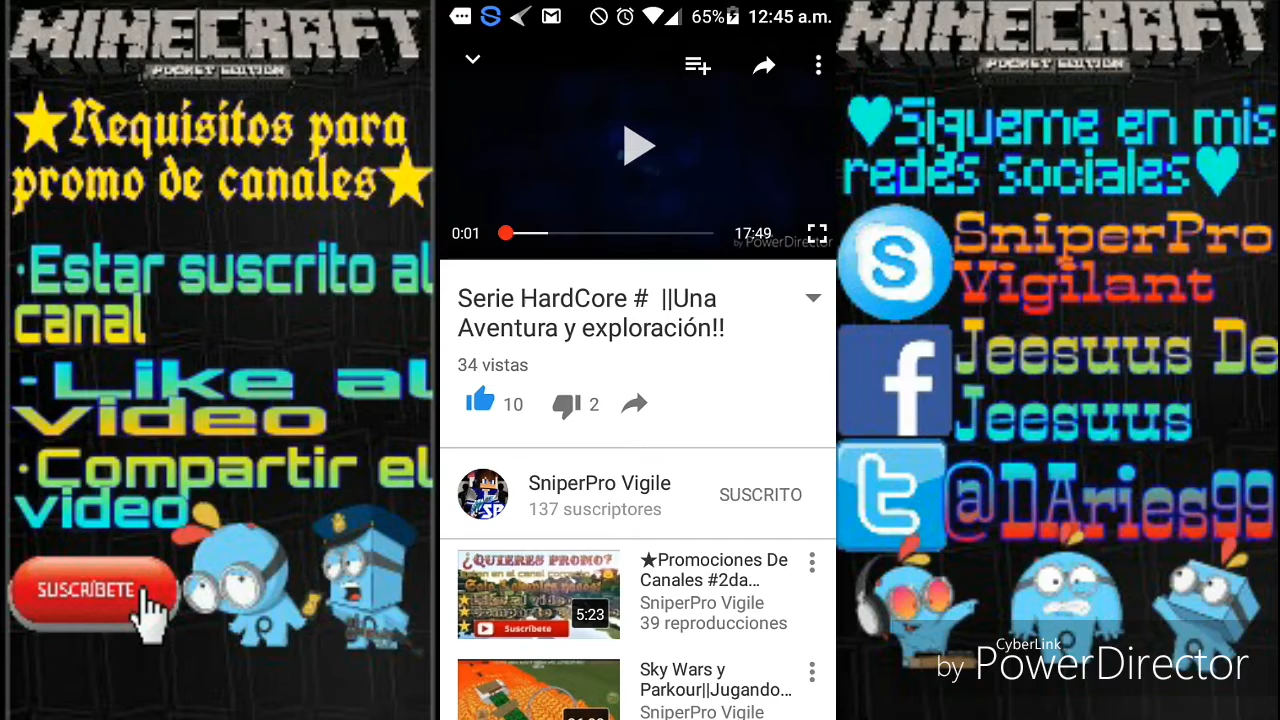 MINECRAFT
POCKET EDITION
★Requisitos para
promo de canales★
·Estar suscrito al
canal
·Like al
video
·Compartir el
video
SUSCRÍBETE
65% 12:45 a.m.
0:01 17:49
by PowerDirector
Serie HardCore # ||Una
Aventura y exploración!!
34 vistas
10 2
SniperPro Vigile
137 suscriptores
SUSCRITO
¿QUIERES PROMO?
Suscríbete
5:23
★Promociones De
Canales #2da...
SniperPro Vigile
39 reproducciones
Sky Wars y
Parkour||Jugando...
SniperPro Vigile
MINECRAFT
POCKET EDITION
♥Sigueme en mis
redes sociales♥
SniperPro
Vigilant
Jeesuus De
Jeesuus
@DAries99
CyberLink
by PowerDirector